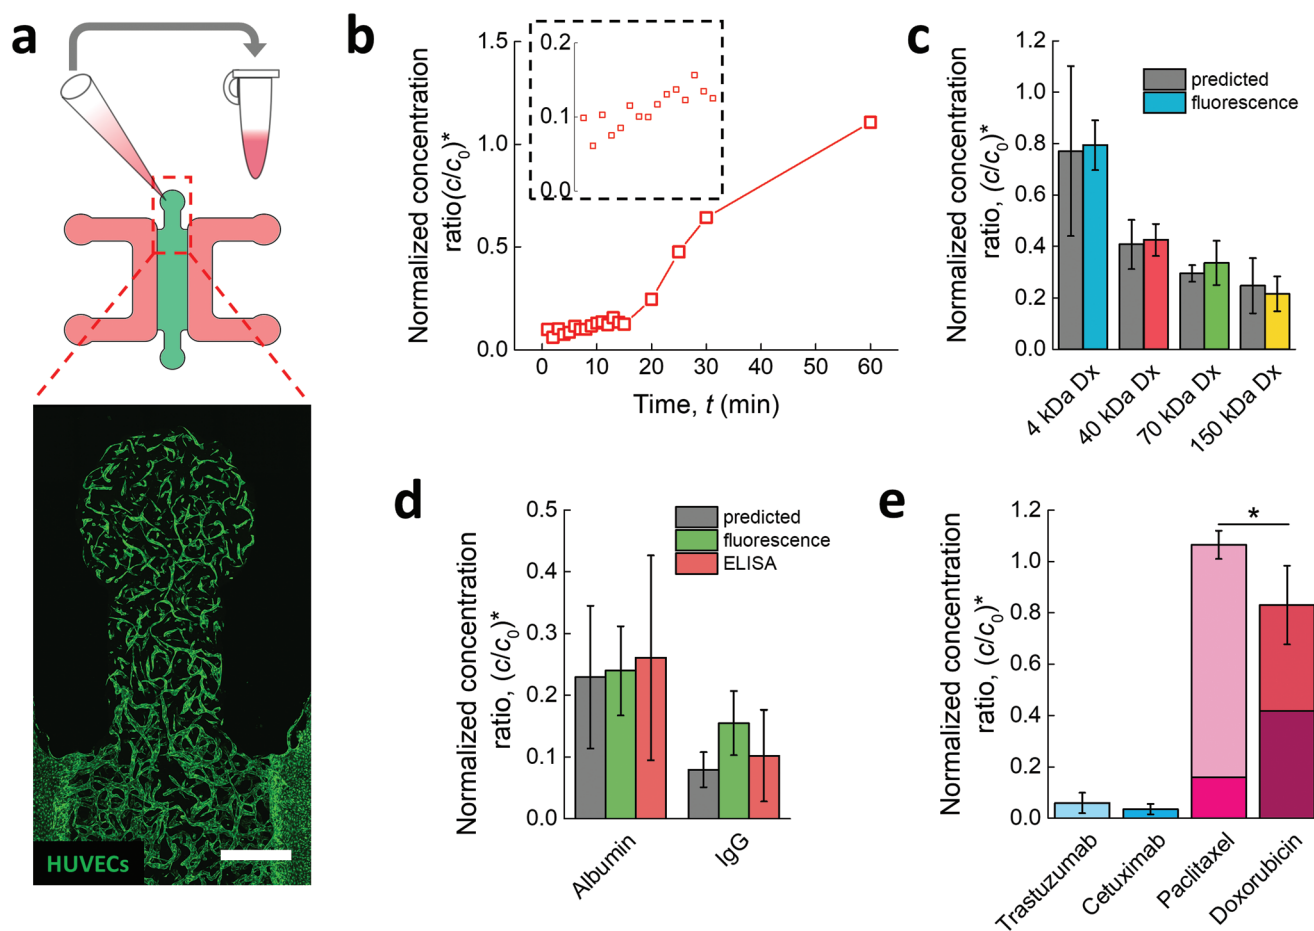 a
HUVECs
b
Normalized concentration
ratio(c/c₀)*
1.5
1.0
0.5
0.0
0.2
0.1
0.0
0
10
20
30
40
50
60
Time, t (min)
c
Normalized concentration
ratio, (c/c₀)*
1.2
1.0
0.8
0.6
0.4
0.2
0.0
predicted
fluorescence
4 kDa Dx
40 kDa Dx
70 kDa Dx
150 kDa Dx
d
Normalized concentration
ratio, (c/c₀)*
0.5
0.4
0.3
0.2
0.1
0.0
predicted
fluorescence
ELISA
Albumin
IgG
e
Normalized concentration
ratio, (c/c₀)*
1.2
1.0
0.8
0.6
0.4
0.2
0.0
*
Trastuzumab
Cetuximab
Paclitaxel
Doxorubicin